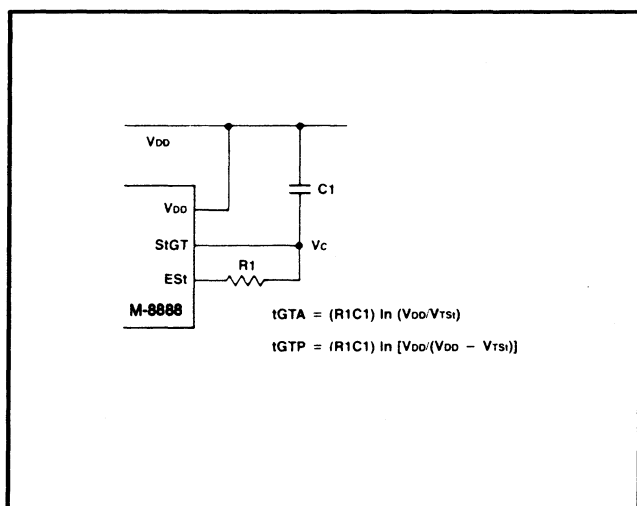 VDD
C1
VDD
StGT
VC
R1
ESt
M-8888
tGTA = (R1C1) ln (VDD/VTSt)
tGTP = (R1C1) ln [VDD/(VDD − VTSt)]